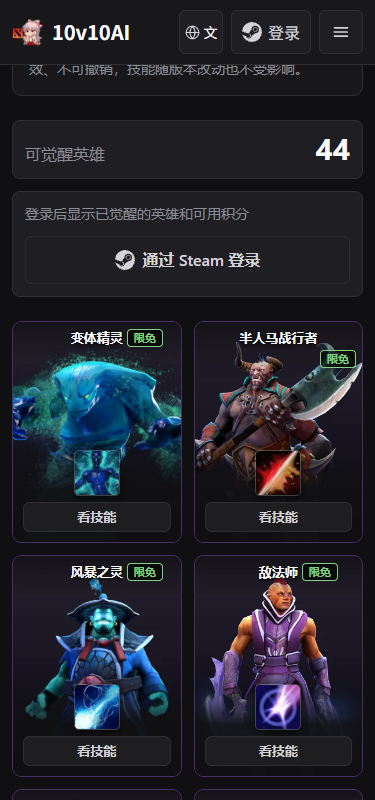 10v10AI
文
登录
效、不可撤销，技能随版本改动也不受影响。
可觉醒英雄
44
登录后显示已觉醒的英雄和可用积分
通过 Steam 登录
变体精灵 限免
半人马战行者
限免
看技能
看技能
风暴之灵 限免
敌法师 限免
看技能
看技能